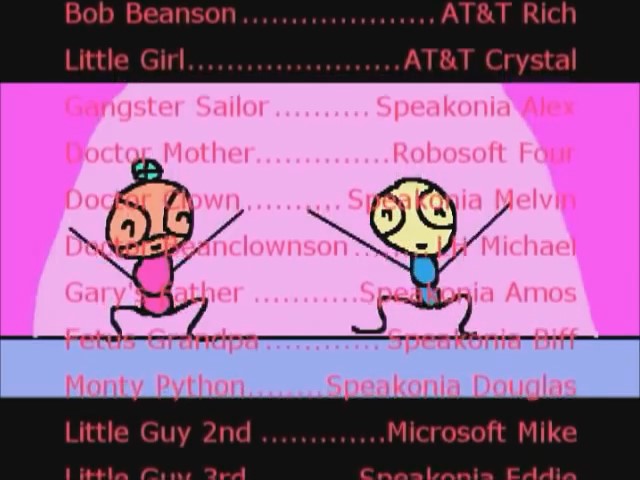 Bob Beanson.....................AT&T Rich
Little Girl.......................AT&T Crystal
Gangster Sailor..........Speakonia Alex
Doctor Mother..............Robosoft Four
Doctor Clown..........Speakonia Melvin
Doctor Beanclownson.......LH Michael
Gary's Father ...........Speakonia Amos
Fetus Grandpa............Speakonia Biff
Monty Python........Speakonia Douglas
Little Guy 2nd .............Microsoft Mike
Little Guy 3rd...........Speakonia Eddie